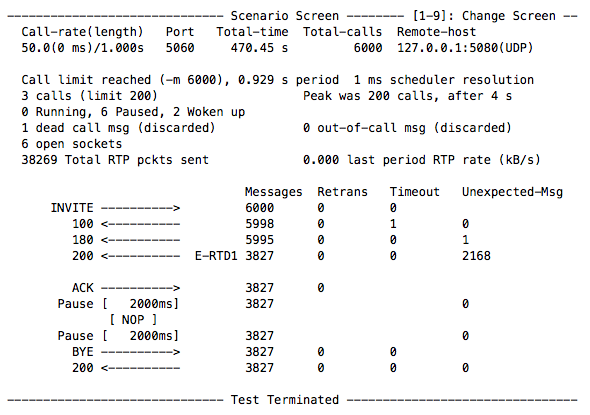 ------------------------------ Scenario Screen -------- [1-9]: Change Screen --
  Call-rate(length)   Port   Total-time  Total-calls  Remote-host
  50.0(0 ms)/1.000s   5060     470.45 s         6000  127.0.0.1:5080(UDP)

  Call limit reached (-m 6000), 0.929 s period  1 ms scheduler resolution
  3 calls (limit 200)                    Peak was 200 calls, after 4 s
  0 Running, 6 Paused, 2 Woken up
  1 dead call msg (discarded)            0 out-of-call msg (discarded)
  6 open sockets
  38269 Total RTP pckts sent             0.000 last period RTP rate (kB/s)

                                 Messages  Retrans   Timeout   Unexpected-Msg
      INVITE ---------->         6000      0         0
         100 <----------         5998      0         1         0
         180 <----------         5995      0         0         1
         200 <----------  E-RTD1 3827      0         0         2168

         ACK ---------->         3827      0
       Pause [   2000ms]         3827                          0
              [ NOP ]
       Pause [   2000ms]         3827                          0
         BYE ---------->         3827      0         0
         200 <----------         3827      0         0         0

------------------------------ Test Terminated --------------------------------